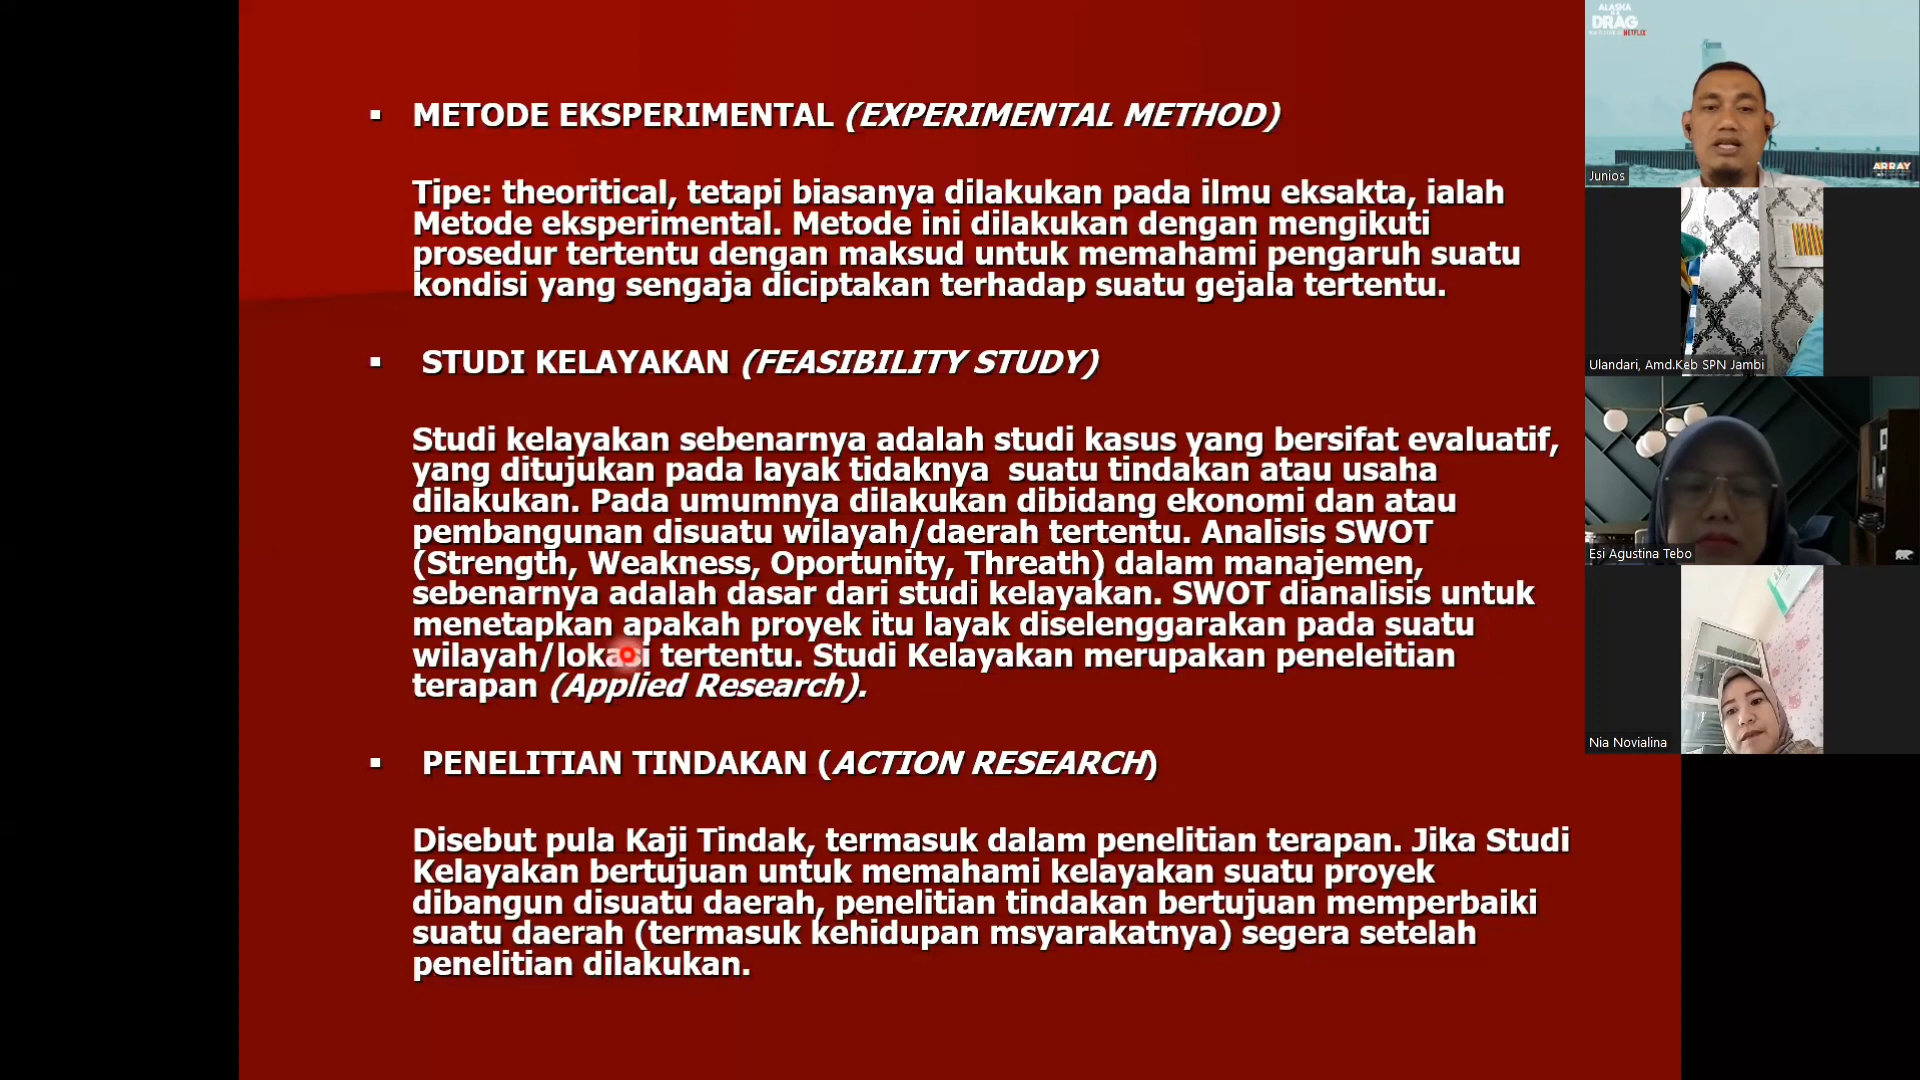 ▪ METODE EKSPERIMENTAL (EXPERIMENTAL METHOD)
Tipe: theoritical, tetapi biasanya dilakukan pada ilmu eksakta, ialah
Metode eksperimental. Metode ini dilakukan dengan mengikuti
prosedur tertentu dengan maksud untuk memahami pengaruh suatu
kondisi yang sengaja diciptakan terhadap suatu gejala tertentu.
▪ STUDI KELAYAKAN (FEASIBILITY STUDY)
Studi kelayakan sebenarnya adalah studi kasus yang bersifat evaluatif,
yang ditujukan pada layak tidaknya suatu tindakan atau usaha
dilakukan. Pada umumnya dilakukan dibidang ekonomi dan atau
pembangunan disuatu wilayah/daerah tertentu. Analisis SWOT
(Strength, Weakness, Oportunity, Threath) dalam manajemen,
sebenarnya adalah dasar dari studi kelayakan. SWOT dianalisis untuk
menetapkan apakah proyek itu layak diselenggarakan pada suatu
wilayah/lokasi tertentu. Studi Kelayakan merupakan peneleitian
terapan (Applied Research).
▪ PENELITIAN TINDAKAN (ACTION RESEARCH)
Disebut pula Kaji Tindak, termasuk dalam penelitian terapan. Jika Studi
Kelayakan bertujuan untuk memahami kelayakan suatu proyek
dibangun disuatu daerah, penelitian tindakan bertujuan memperbaiki
suatu daerah (termasuk kehidupan msyarakatnya) segera setelah
penelitian dilakukan.
ALASKA
DRAG
NETFLIX
ARRAY
Junios
Ulandari, Amd.Keb SPN Jambi
Esi Agustina Tebo
Nia Novialina